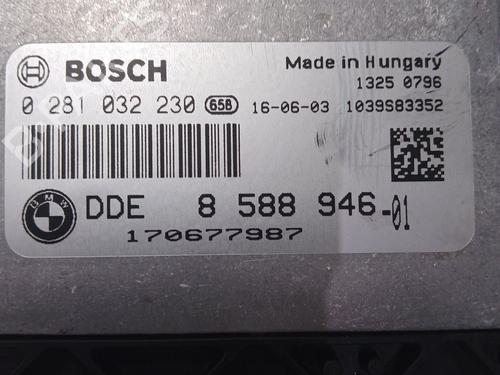 BOSCH Made in Hungary
1325 0796
0 281 032 230 658 16-06-03 1039S83352
BMW DDE 8 588 946-01
170677987